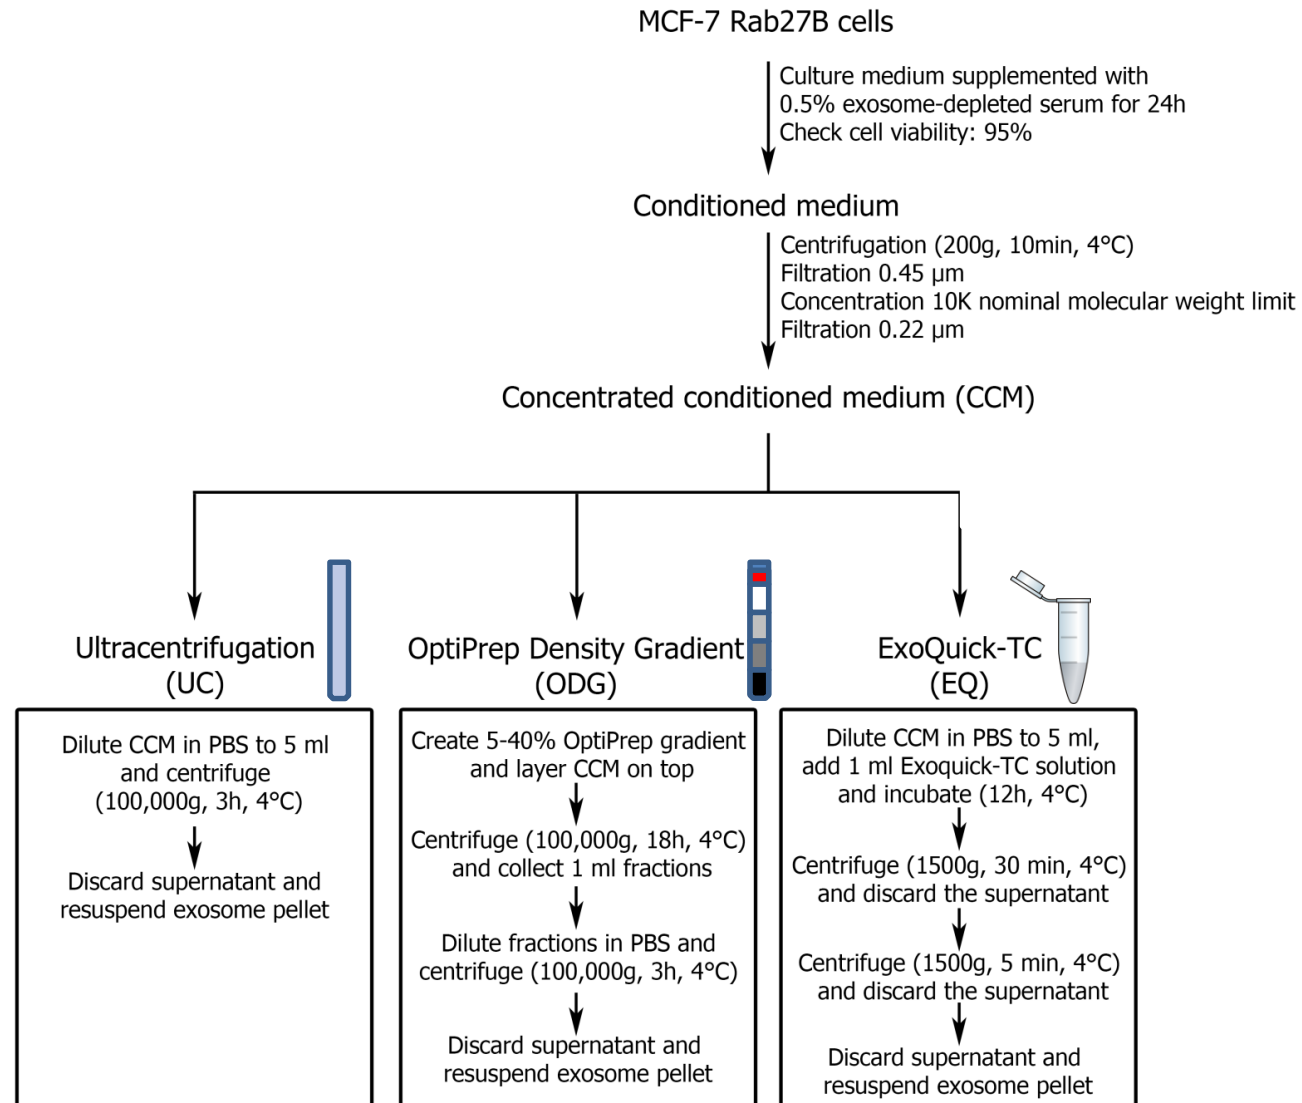 MCF-7 Rab27B cells
Culture medium supplemented with
0.5% exosome-depleted serum for 24h
Check cell viability: 95%
Conditioned medium
Centrifugation (200g, 10min, 4°C)
Filtration 0.45 µm
Concentration 10K nominal molecular weight limit
Filtration 0.22 µm
Concentrated conditioned medium (CCM)
Ultracentrifugation
(UC)
Dilute CCM in PBS to 5 ml
and centrifuge
(100,000g, 3h, 4°C)
Discard supernatant and
resuspend exosome pellet
OptiPrep Density Gradient
(ODG)
Create 5-40% OptiPrep gradient
and layer CCM on top
Centrifuge (100,000g, 18h, 4°C)
and collect 1 ml fractions
Dilute fractions in PBS and
centrifuge (100,000g, 3h, 4°C)
Discard supernatant and
resuspend exosome pellet
ExoQuick-TC
(EQ)
Dilute CCM in PBS to 5 ml,
add 1 ml Exoquick-TC solution
and incubate (12h, 4°C)
Centrifuge (1500g, 30 min, 4°C)
and discard the supernatant
Centrifuge (1500g, 5 min, 4°C)
and discard the supernatant
Discard supernatant and
resuspend exosome pellet